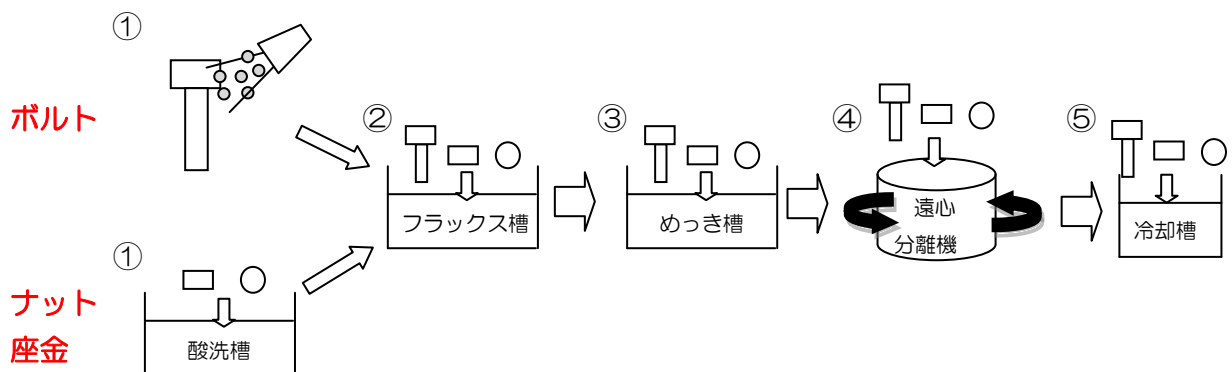 ①
ボルト
②
フラックス槽
③
めっき槽
④
遠心
分離機
⑤
冷却槽
①
ナット
座金
酸洗槽